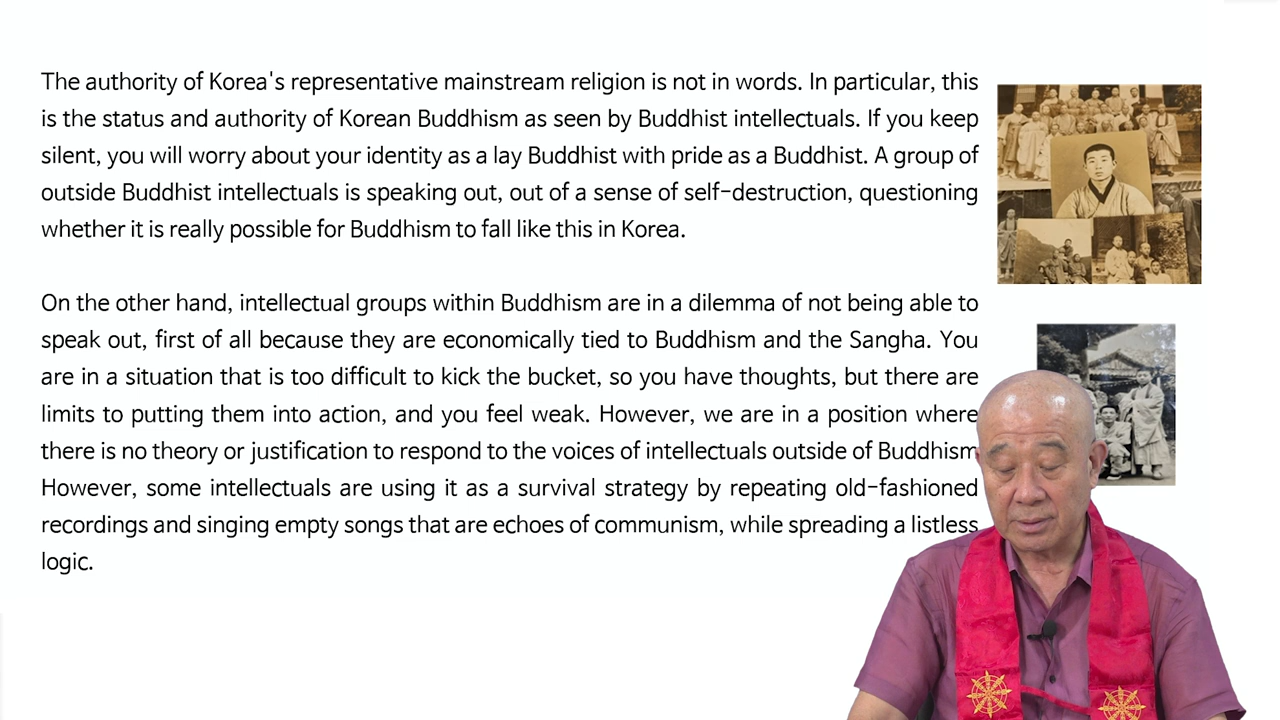 The authority of Korea's representative mainstream religion is not in words. In particular, this
is the status and authority of Korean Buddhism as seen by Buddhist intellectuals. If you keep
silent, you will worry about your identity as a lay Buddhist with pride as a Buddhist. A group of
outside Buddhist intellectuals is speaking out, out of a sense of self-destruction, questioning
whether it is really possible for Buddhism to fall like this in Korea.
On the other hand, intellectual groups within Buddhism are in a dilemma of not being able to
speak out, first of all because they are economically tied to Buddhism and the Sangha. You
are in a situation that is too difficult to kick the bucket, so you have thoughts, but there are
limits to putting them into action, and you feel weak. However, we are in a position where
there is no theory or justification to respond to the voices of intellectuals outside of Buddhism
However, some intellectuals are using it as a survival strategy by repeating old-fashioned
recordings and singing empty songs that are echoes of communism, while spreading a listless
logic.